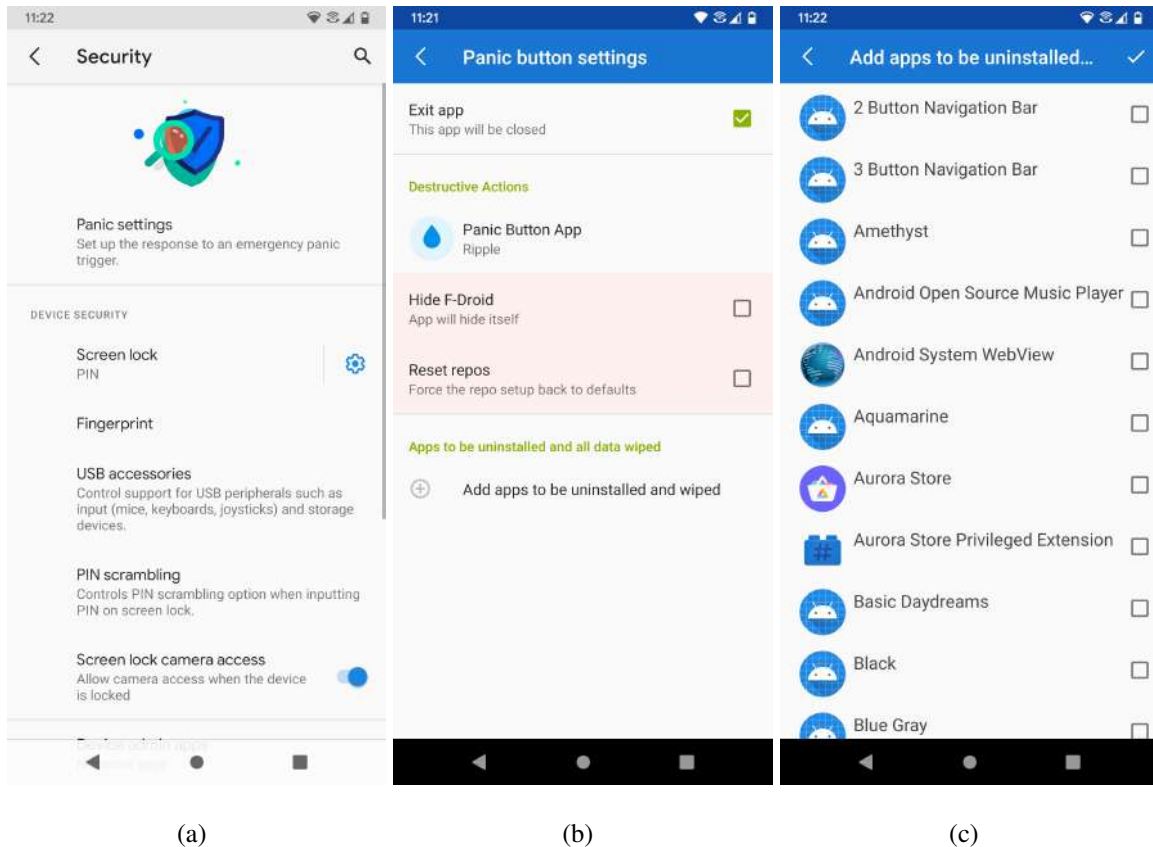 11:22
Security
Panic settings
Set up the response to an emergency panic
trigger.
DEVICE SECURITY
Screen lock
PIN
Fingerprint
USB accessories
Control support for USB peripherals such as
input (mice, keyboards, joysticks) and storage
devices.
PIN scrambling
Controls PIN scrambling option when inputting
PIN on screen lock.
Screen lock camera access
Allow camera access when the device
is locked
Device admin apps
(a)
11:21
Panic button settings
Exit app
This app will be closed
Destructive Actions
Panic Button App
Ripple
Hide F-Droid
App will hide itself
Reset repos
Force the repo setup back to defaults
Apps to be uninstalled and all data wiped
Add apps to be uninstalled and wiped
(b)
11:22
Add apps to be uninstalled...
2 Button Navigation Bar
3 Button Navigation Bar
Amethyst
Android Open Source Music Player
Android System WebView
Aquamarine
Aurora Store
Aurora Store Privileged Extension
Basic Daydreams
Black
Blue Gray
(c)